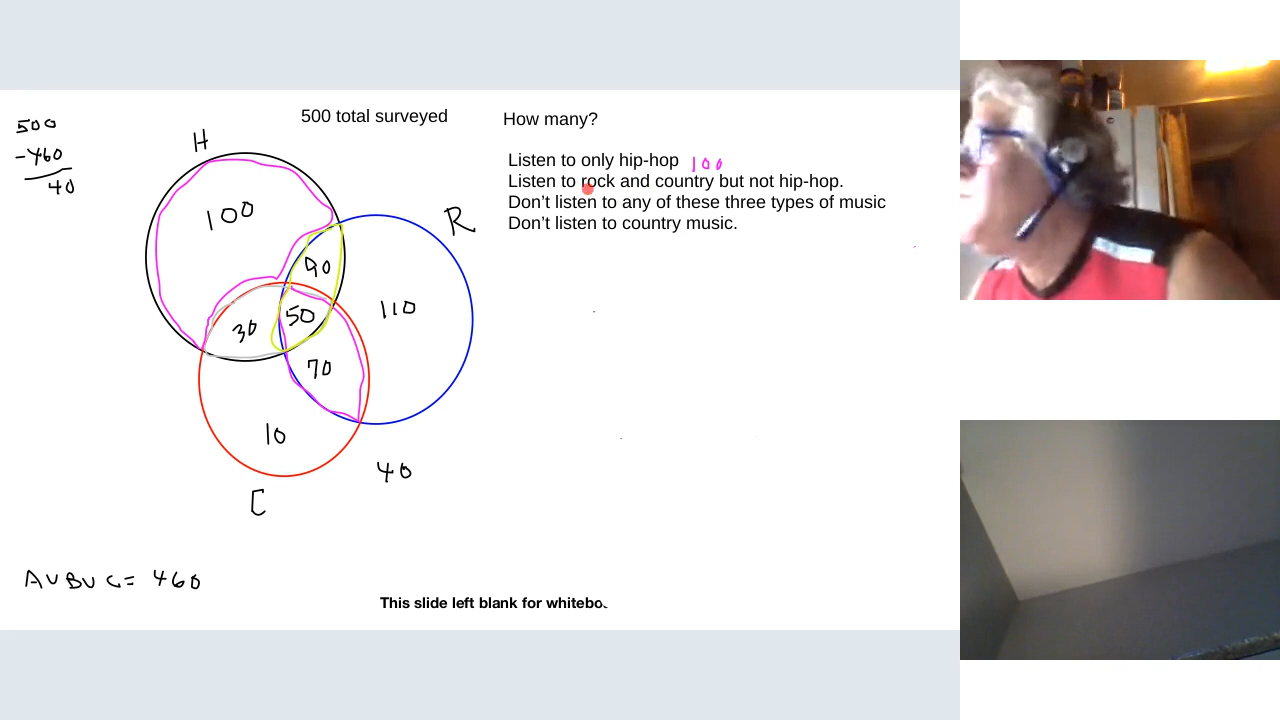 500 total surveyed
How many?
500
-460
40
H
Listen to only hip-hop 100
Listen to rock and country but not hip-hop.
Don't listen to any of these three types of music
Don't listen to country music.
100
R
90
110
50
30
70
10
40
C
A∪B∪C= 460
This slide left blank for whitebo